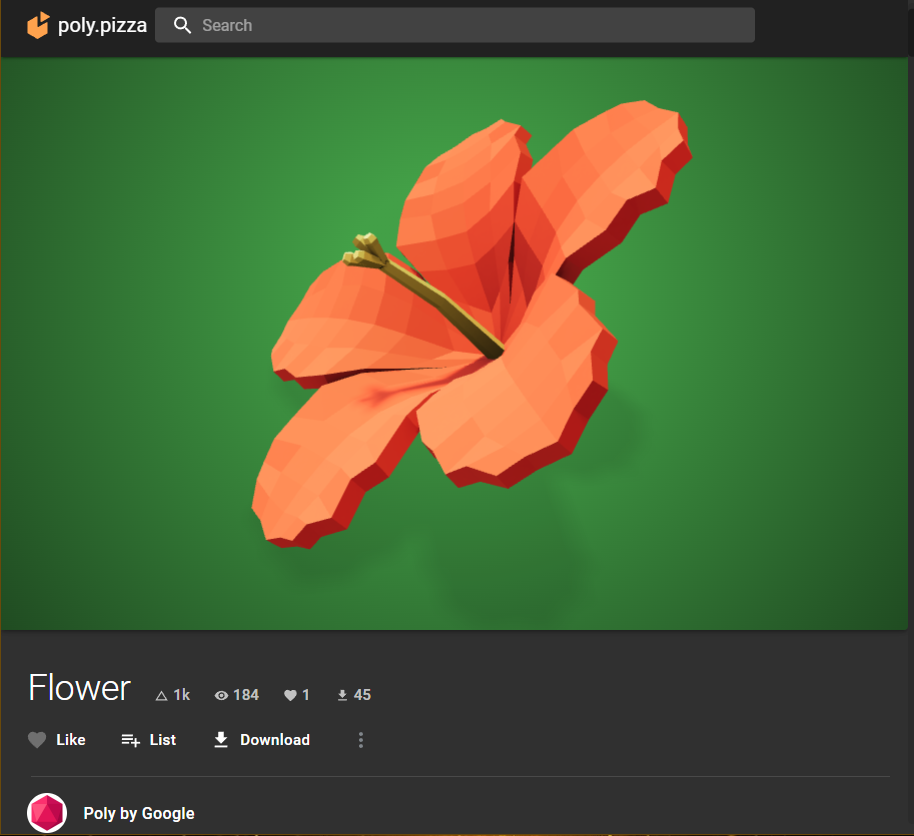 poly.pizza
Search
Flower 1k 184 1 45
Like List Download
Poly by Google